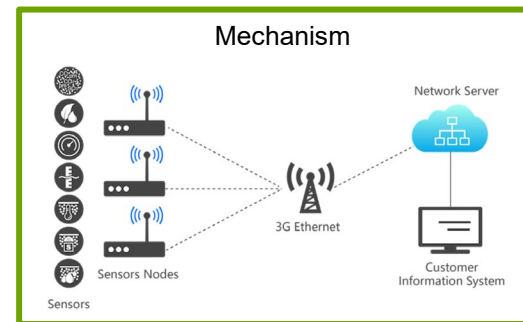 Mechanism
Network Server
3G Ethernet
Sensors Nodes
Customer
Information System
Sensors